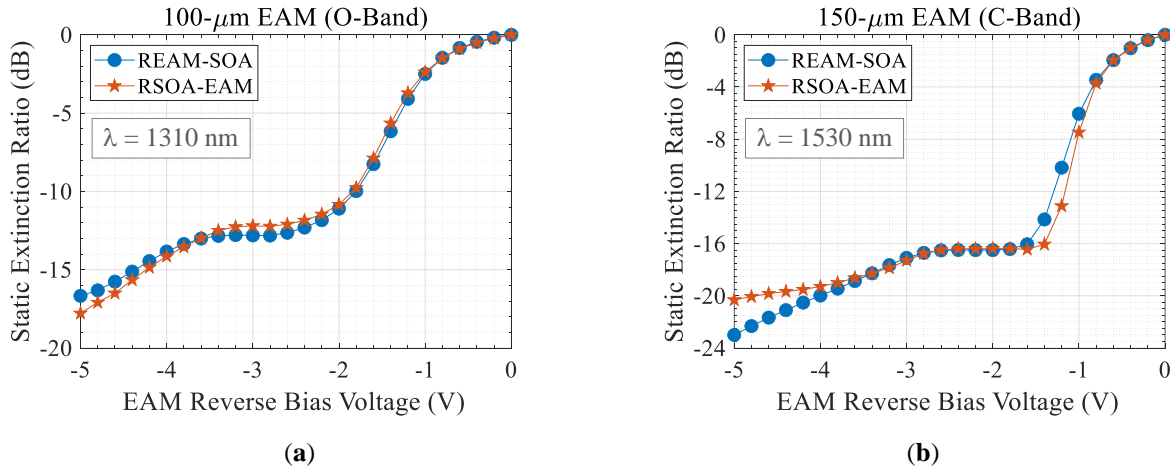 100-μm EAM (O-Band)
0
-5
-10
-15
-20
Static Extinction Ratio (dB)
REAM-SOA
RSOA-EAM
λ = 1310 nm
-5 -4 -3 -2 -1 0
EAM Reverse Bias Voltage (V)
(a)
150-μm EAM (C-Band)
0
-4
-8
-12
-16
-20
-24
Static Extinction Ratio (dB)
REAM-SOA
RSOA-EAM
λ = 1530 nm
-5 -4 -3 -2 -1 0
EAM Reverse Bias Voltage (V)
(b)